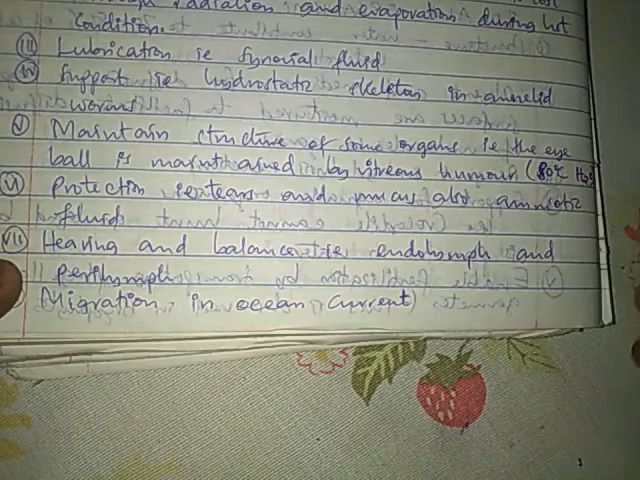 radiation and evaporation during hot
condition.
(iii) Lubrication ie Synovial fluid
(iv) Support ie hydrostatic skeleton in annelid
worms
(v) Maintain structure of some organs ie the eye
ball is maintained by vitreous humour (80% H2O
(vi) Protection ie tears and mucus also amniotic
fluid
(vii) Hearing and balance ie endolymph and
perilymph
Migration in ocean current)